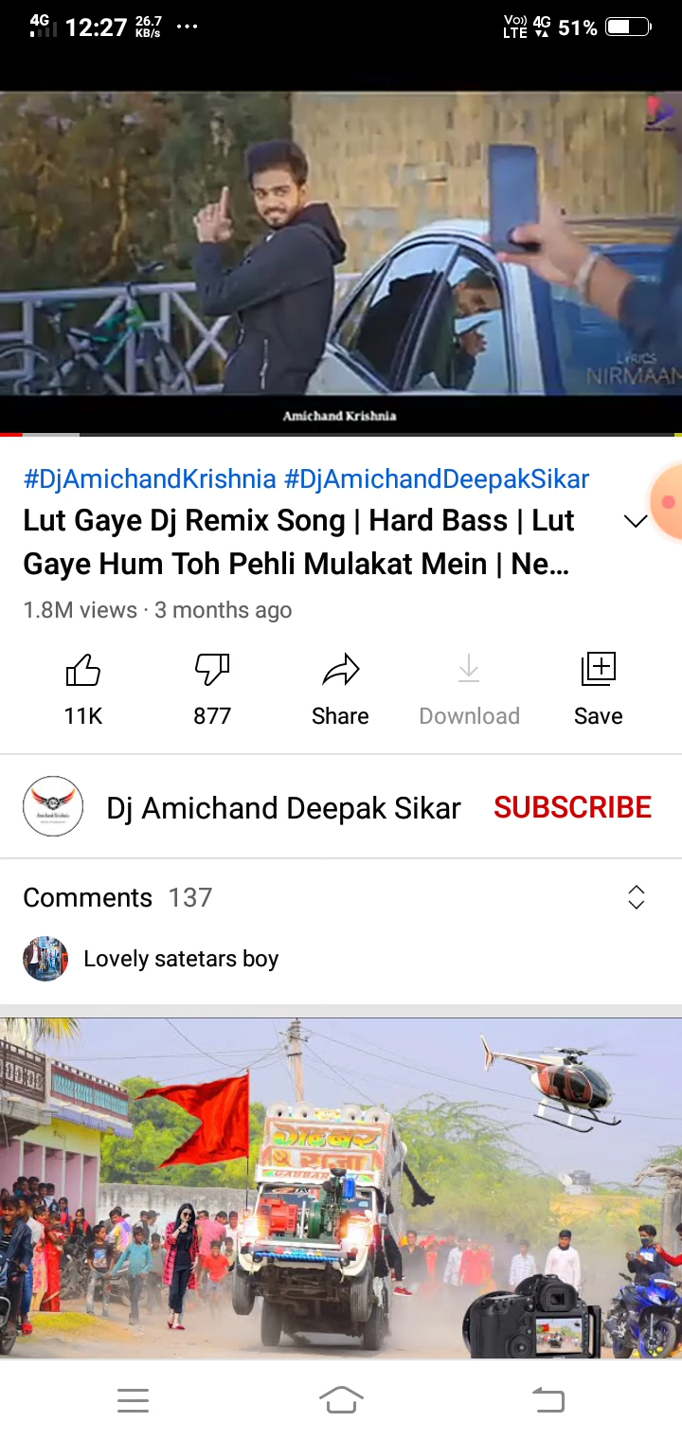 4G 12:27 26.7 KB/s ... Vo)) LTE 4G 51%
LYRICS
NIRMAAN
Amichand Krishnia
#DjAmichandKrishnia #DjAmichandDeepakSikar
Lut Gaye Dj Remix Song | Hard Bass | Lut
Gaye Hum Toh Pehli Mulakat Mein | Ne...
1.8M views · 3 months ago
11K 877 Share Download Save
Dj Amichand Deepak Sikar SUBSCRIBE
Comments 137
Lovely satetars boy
राजा
GABBAR